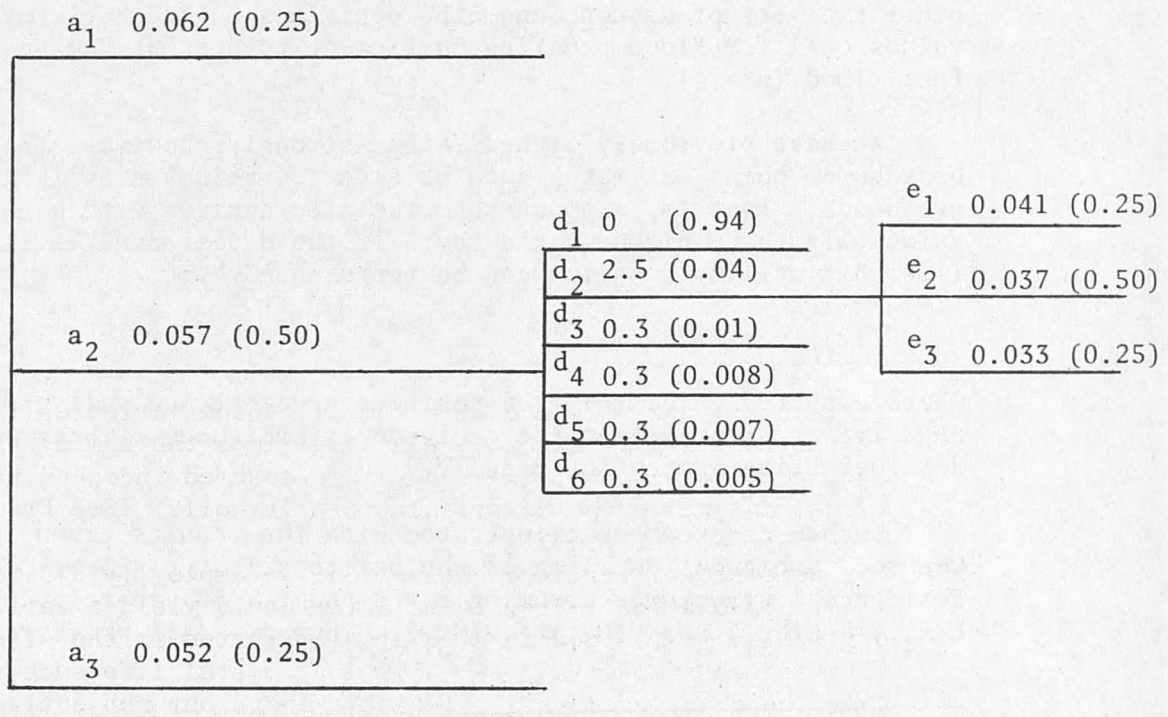 a1 0.062 (0.25)
a2 0.057 (0.50)
a3 0.052 (0.25)
d1 0 (0.94)
d2 2.5 (0.04)
d3 0.3 (0.01)
d4 0.3 (0.008)
d5 0.3 (0.007)
d6 0.3 (0.005)
e1 0.041 (0.25)
e2 0.037 (0.50)
e3 0.033 (0.25)